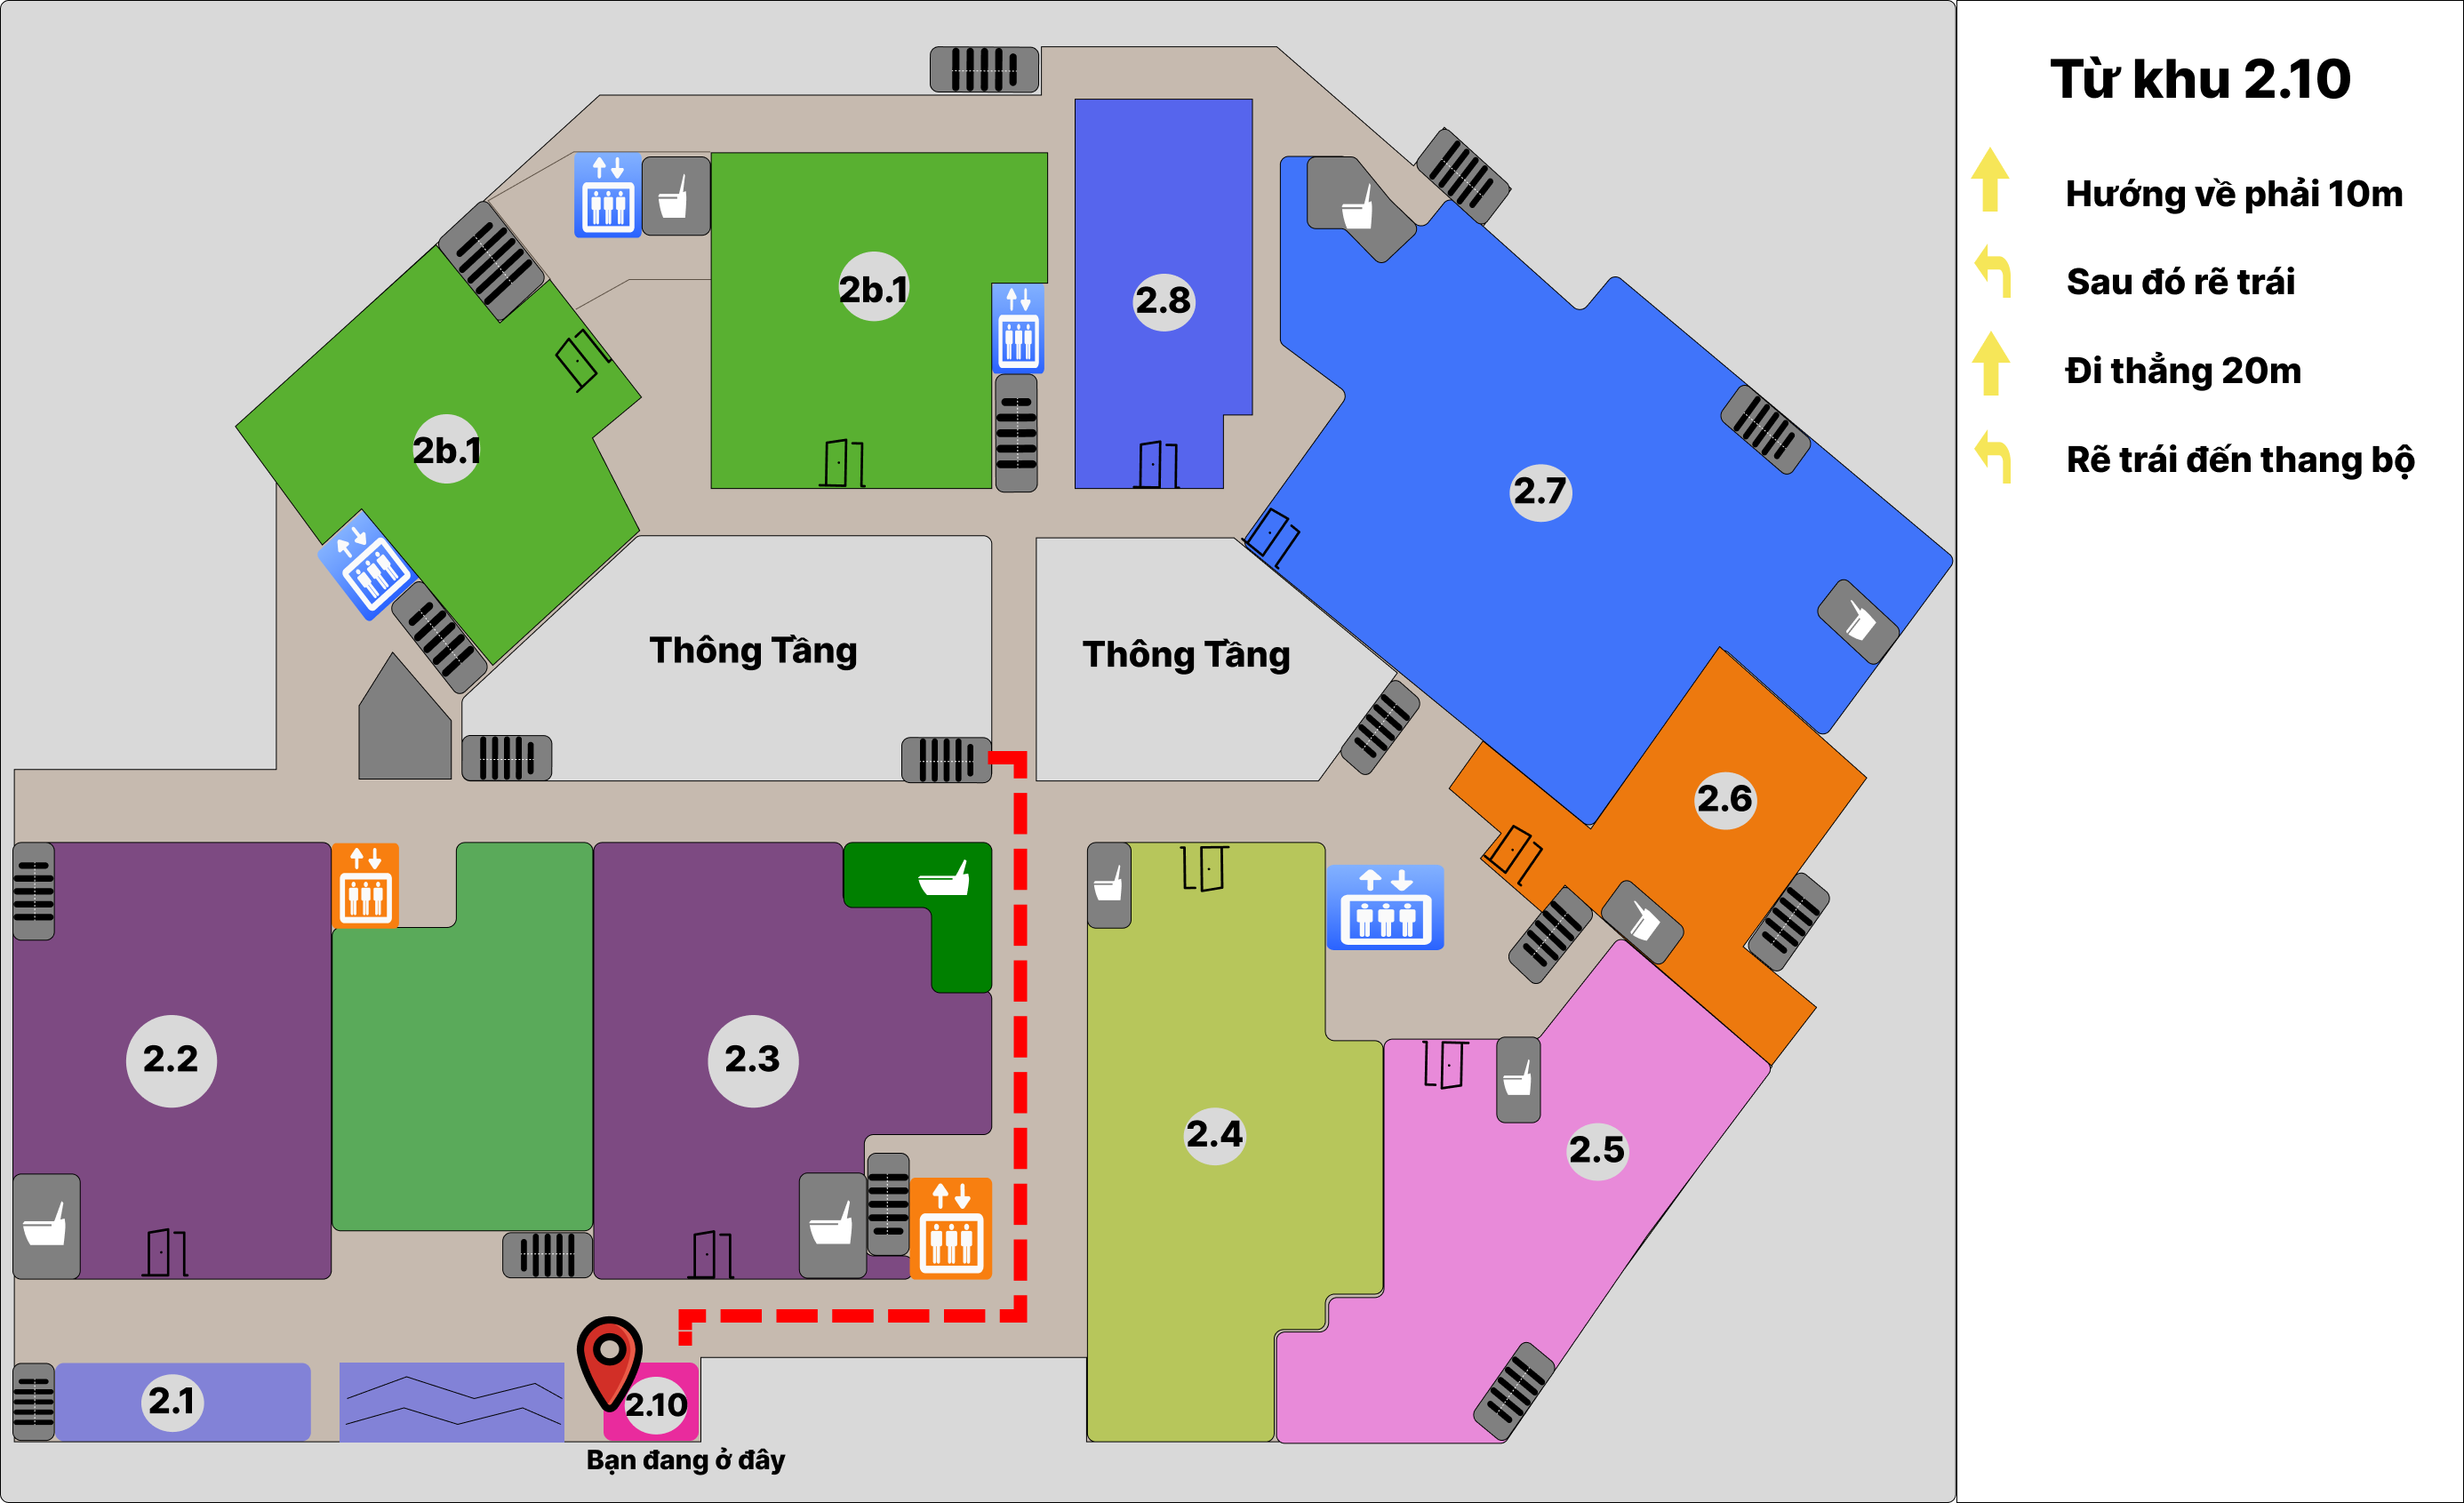 Từ khu 2.10
Hướng về phải 10m
Sau đó rẽ trái
Đi thẳng 20m
Rẽ trái đến thang bộ
2b.1
2.8
2b.1
2.7
Thông Tầng
Thông Tầng
2.6
2.2
2.3
2.4
2.5
2.1
2.10
Bạn đang ở đây